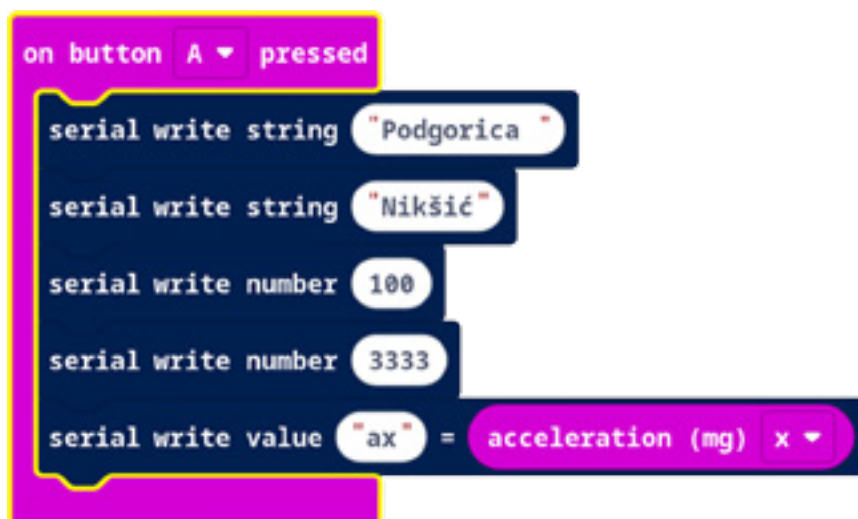 on button A pressed
serial write string "Podgorica "
serial write string "Nikšić"
serial write number 100
serial write number 3333
serial write value "ax" = acceleration (mg) x